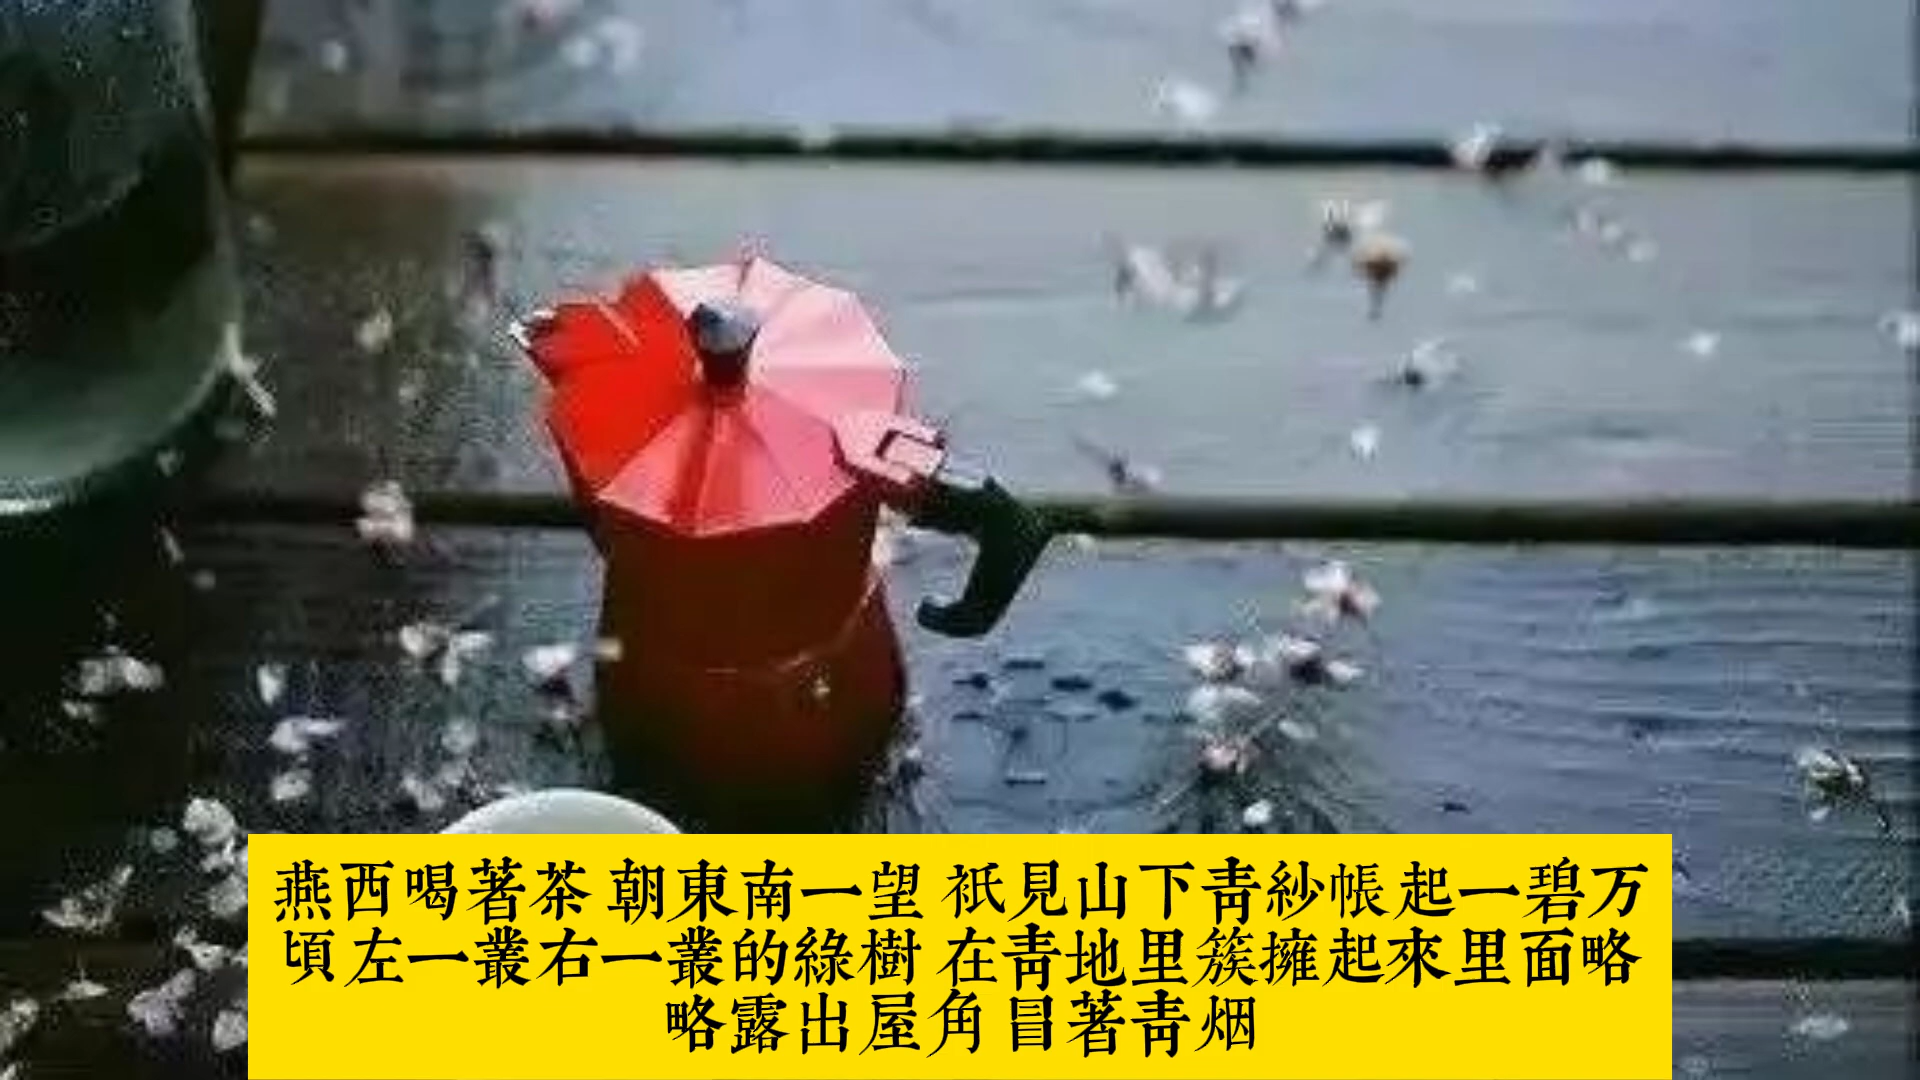 燕西喝著茶 朝東南一望 衹見山下青紗帳起一碧万
頃左一叢右一叢的綠樹 在青地里簇擁起來里面略
略露出屋角 冒著青烟